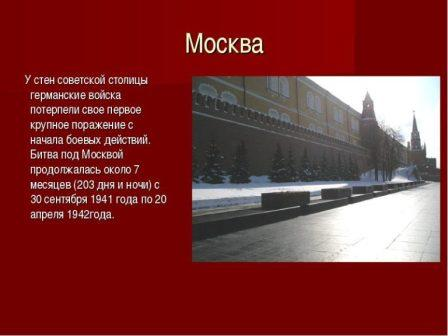 Москва
У стен советской столицы
германские войска
потерпели свое первое
крупное поражение с
начала боевых действий.
Битва под Москвой
продолжалась около 7
месяцев (203 дня и ночи) с
30 сентября 1941 года по 20
апреля 1942года.